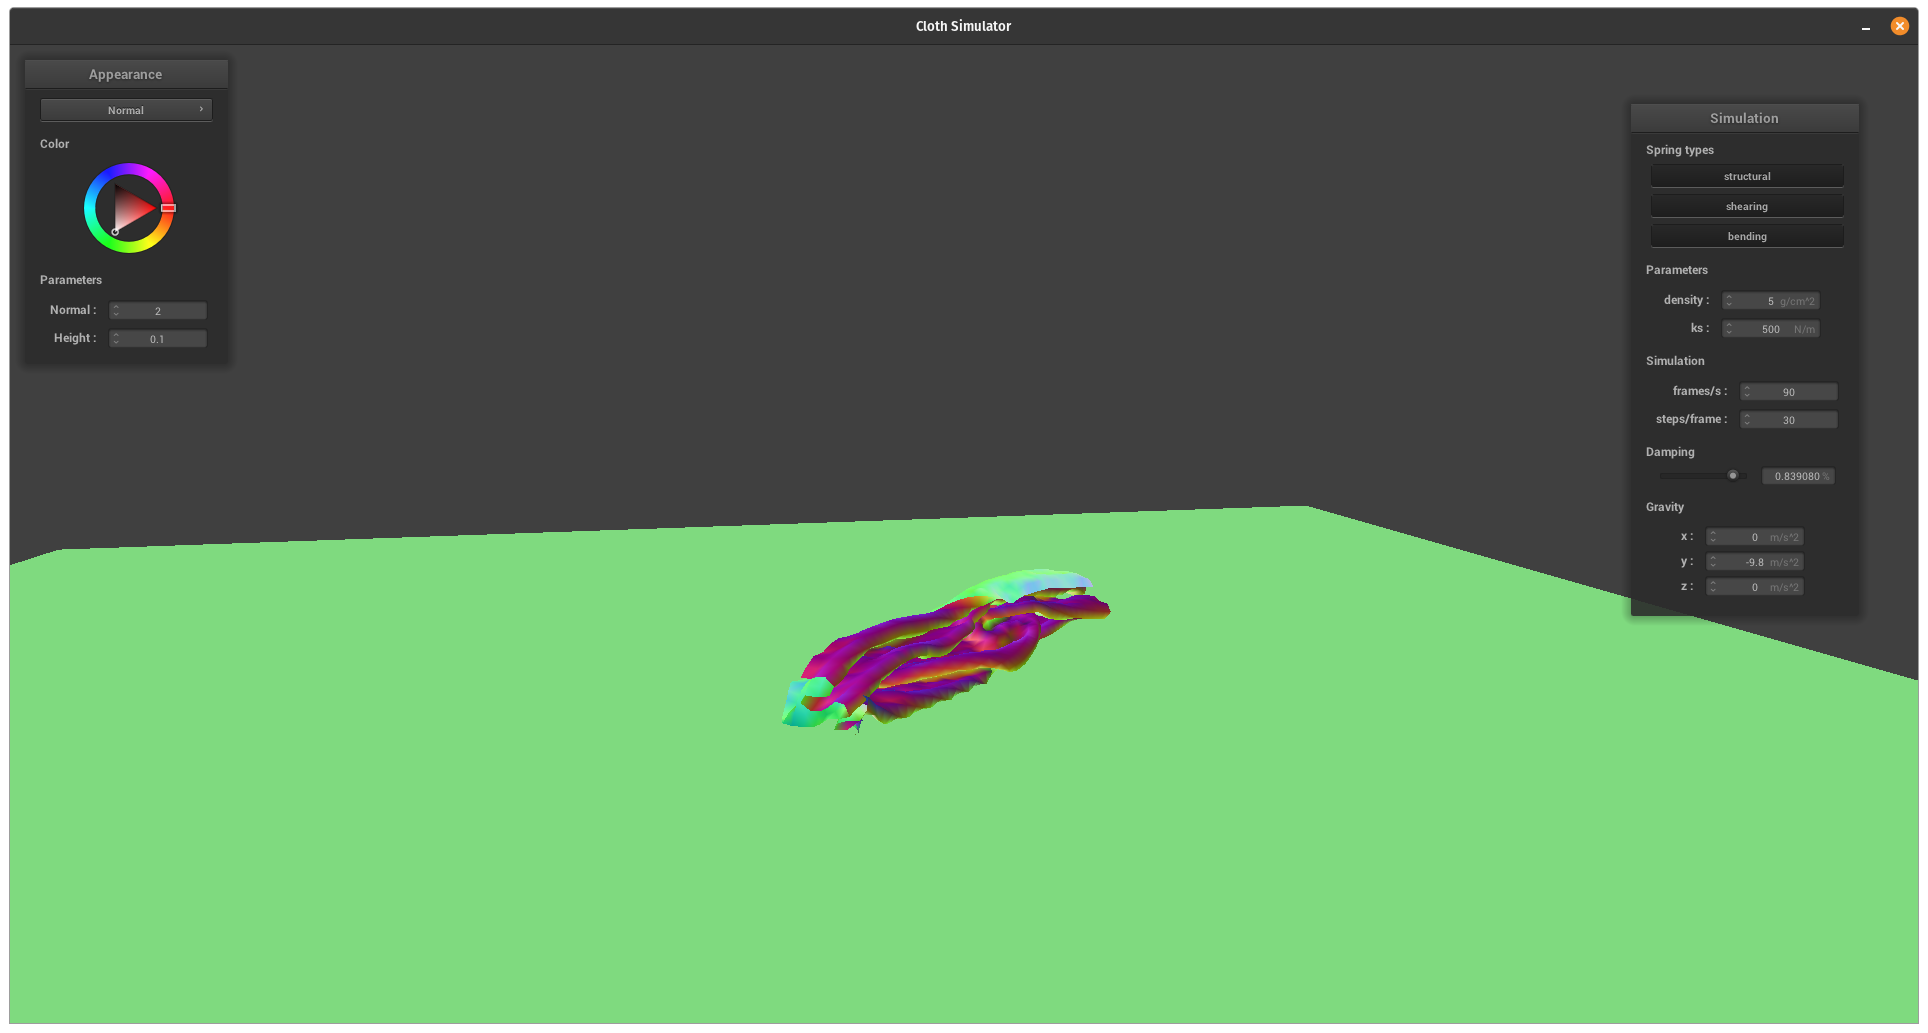 Cloth Simulator
Appearance
Normal
Color
Parameters
Normal : 2
Height : 0.1
Simulation
Spring types
structural
shearing
bending
Parameters
density : 5 g/cm^2
ks : 500 N/m
Simulation
frames/s : 90
steps/frame : 30
Damping
0.839080 %
Gravity
x : 0 m/s^2
y : -9.8 m/s^2
z : 0 m/s^2